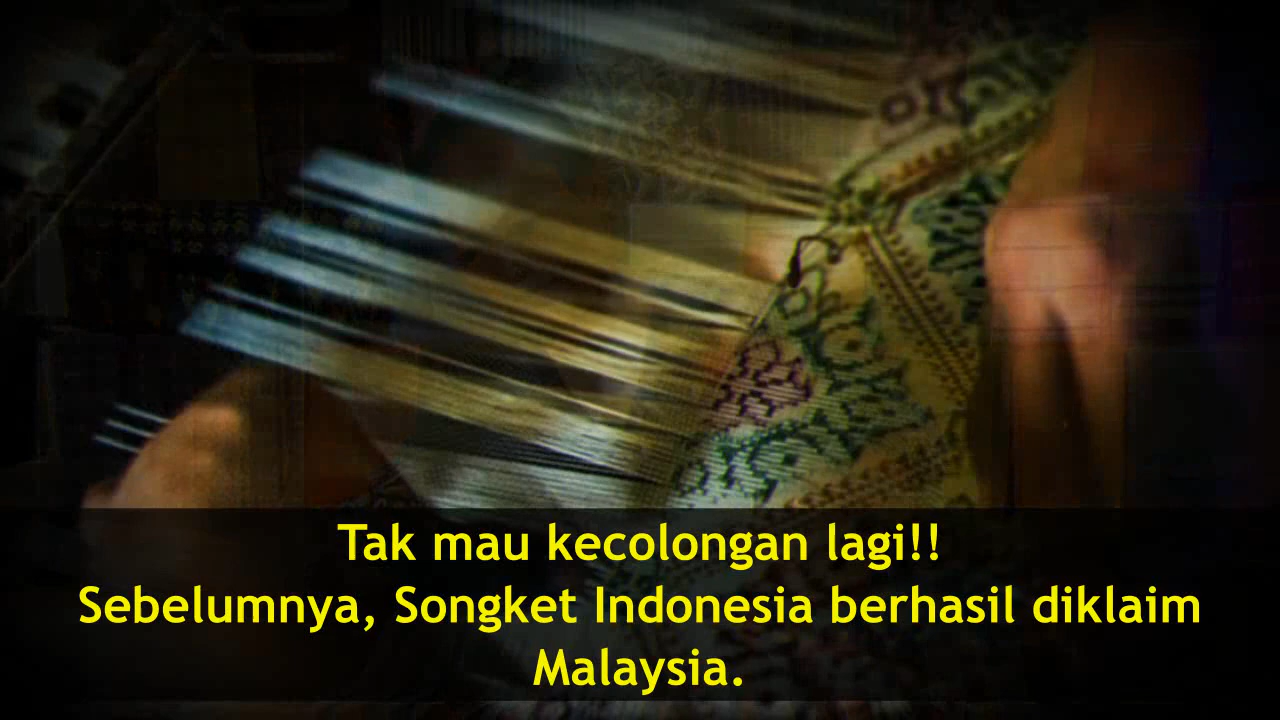 Tak mau kecolongan lagi!!
Sebelumnya, Songket Indonesia berhasil diklaim
Malaysia.